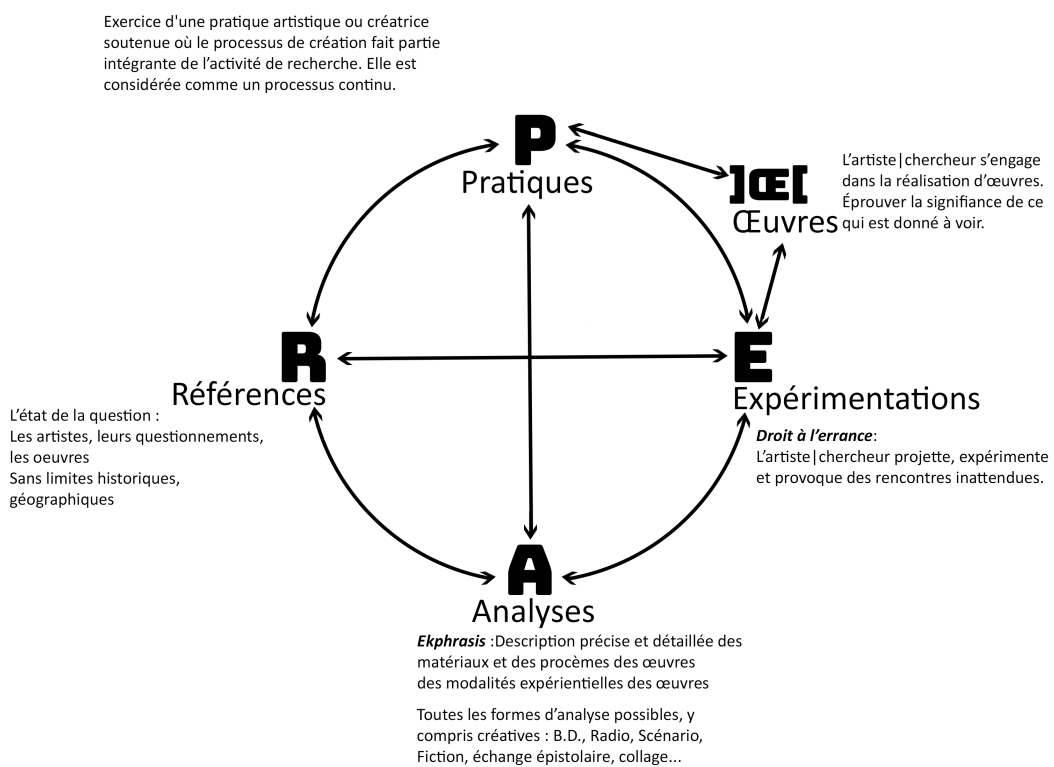 Exercice d'une pratique artistique ou créatrice
soutenue où le processus de création fait partie
intégrante de l’activité de recherche. Elle est
considérée comme un processus continu.
P
Pratiques
]Œ[
Œuvres
L’artiste|chercheur s’engage
dans la réalisation d’œuvres.
Éprouver la signifiance de ce
qui est donné à voir.
R
Références
L’état de la question :
Les artistes, leurs questionnements,
les oeuvres
Sans limites historiques,
géographiques
E
Expérimentations
Droit à l’errance:
L’artiste|chercheur projette, expérimente
et provoque des rencontres inattendues.
A
Analyses
Ekphrasis :Description précise et détaillée des
matériaux et des procèmes des œuvres
des modalités expérientielles des œuvres
Toutes les formes d’analyse possibles, y
compris créatives : B.D., Radio, Scénario,
Fiction, échange épistolaire, collage...